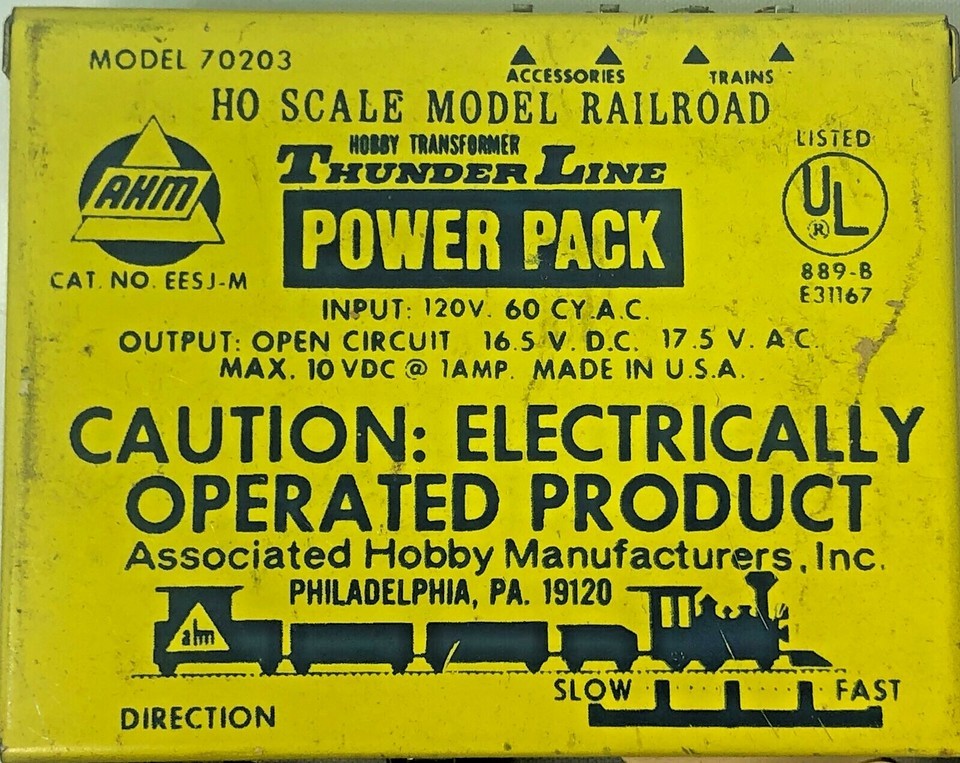 MODEL 70203
ACCESSORIES TRAINS
HO SCALE MODEL RAILROAD
HOBBY TRANSFORMER
THUNDER LINE
LISTED
AHM
UL
®
POWER PACK
CAT. NO. EESJ-M
889-B
E31167
INPUT: 120V. 60 CY.A.C.
OUTPUT: OPEN CIRCUIT 16.5 V. D.C. 17.5 V. A C.
MAX. 10 VDC @ 1AMP. MADE IN U.S.A.
CAUTION: ELECTRICALLY
OPERATED PRODUCT
Associated Hobby Manufacturers, Inc.
PHILADELPHIA, PA. 19120
ahm
SLOW FAST
DIRECTION